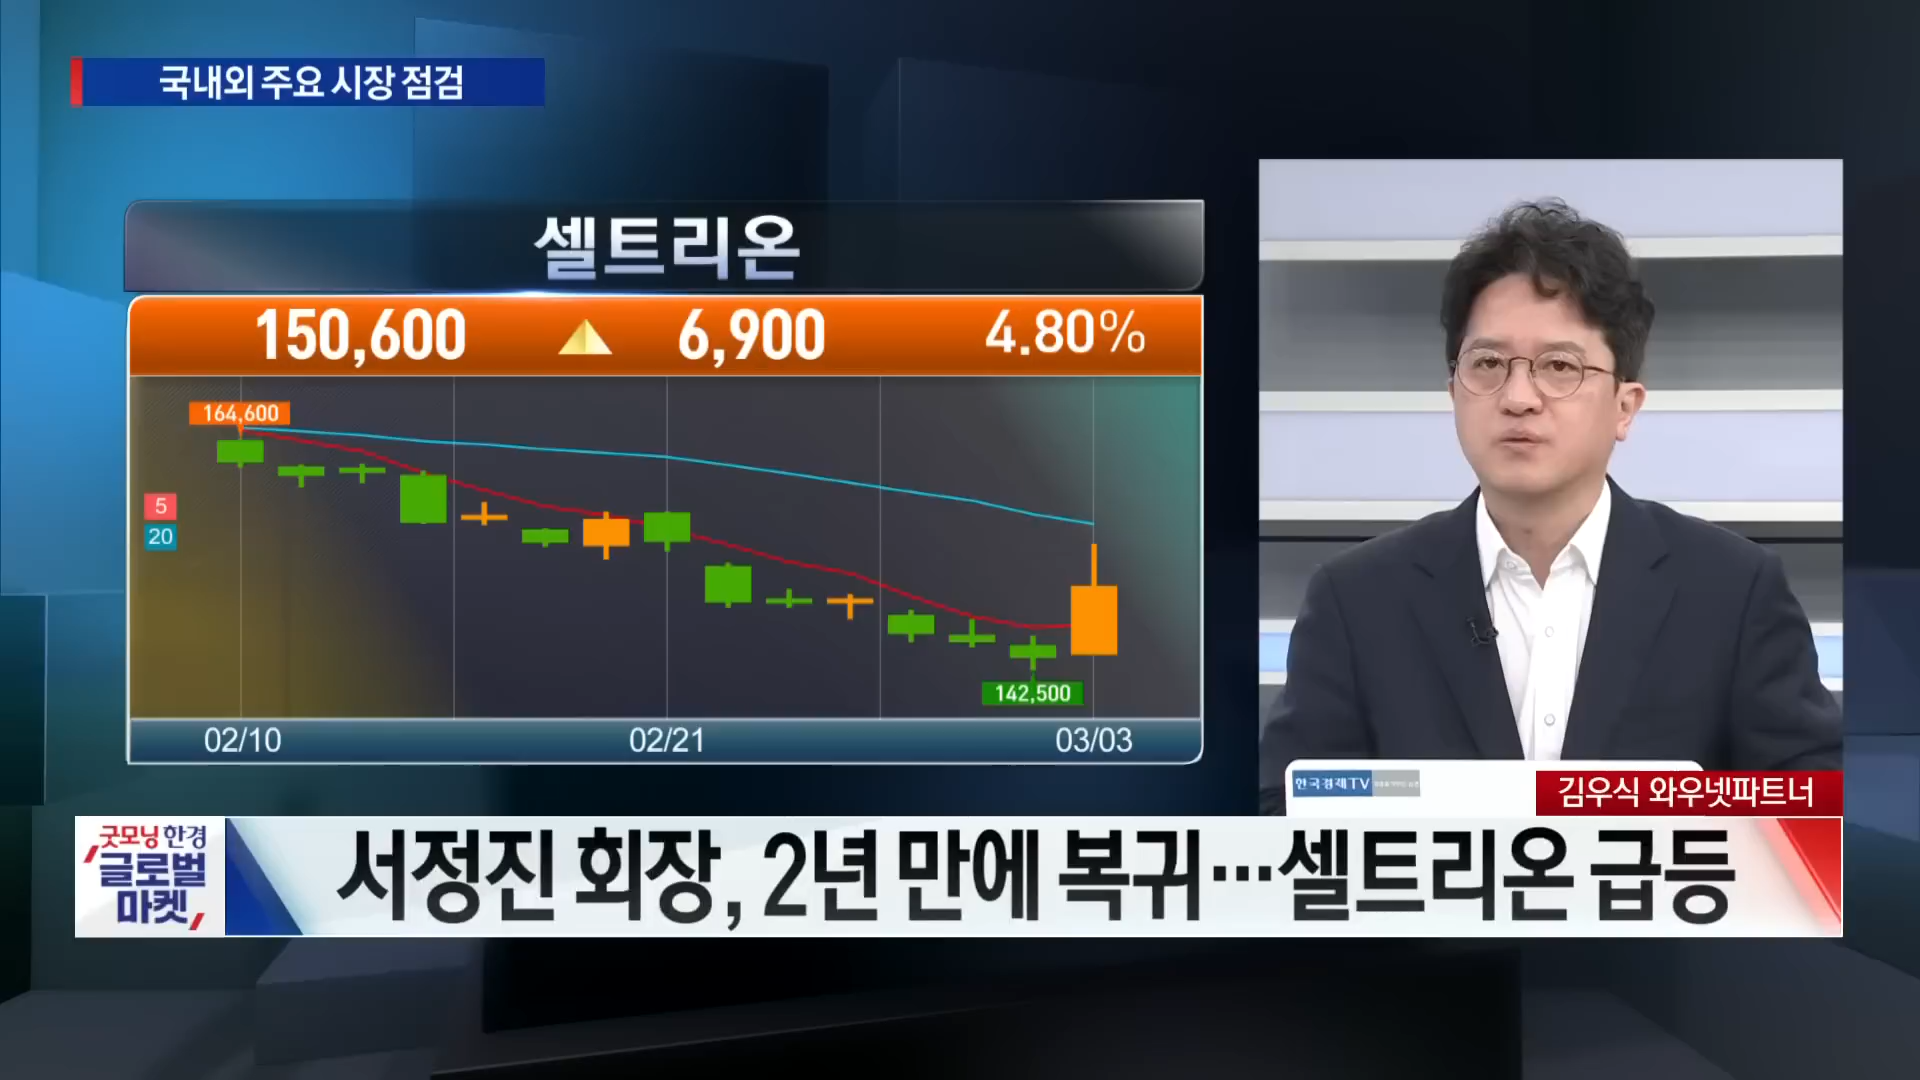 국내외 주요 시장 점검
셀트리온
150,600 ▲ 6,900 4.80%
164,600
5
20
142,500
02/10 02/21 03/03
한국경제TV
김우식 와우넷파트너
굿모닝 한경
글로벌
마켓
서정진 회장, 2년 만에 복귀…셀트리온 급등